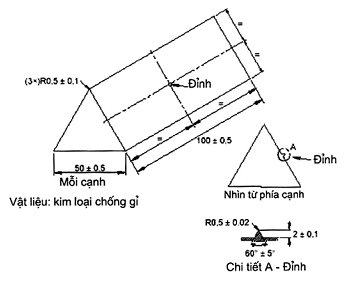 (3×)R0,5 ± 0.1
=
=
Đỉnh
=
=
100 ± 0,5
50 ± 0.5
Mỗi cạnh
Vật liệu: kim loại chống gỉ
A
Đỉnh
Nhìn từ phía cạnh
R0,5 ± 0.02
2 ± 0.1
60° ± 5°
Chi tiết A - Đỉnh